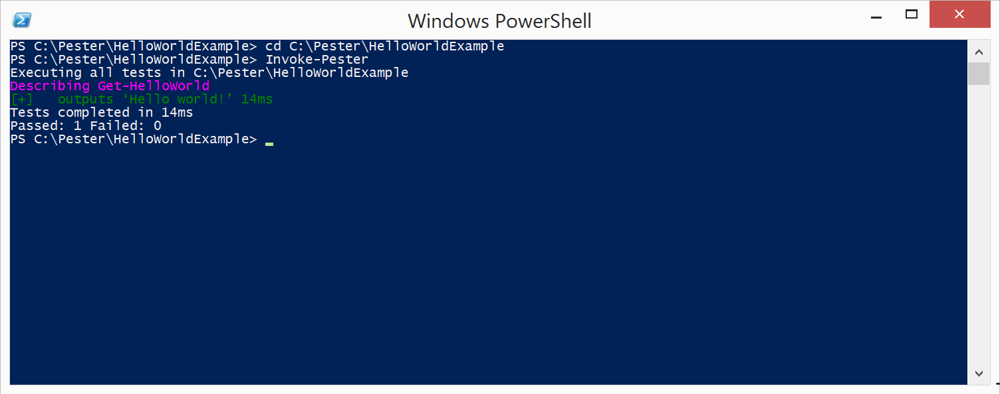 Windows PowerShell
PS C:\Pester\HelloWorldExample> cd C:\Pester\HelloWorldExample
PS C:\Pester\HelloWorldExample> Invoke-Pester
Executing all tests in C:\Pester\HelloWorldExample
Describing Get-HelloWorld
[+]   outputs ‘Hello world!’ 14ms
Tests completed in 14ms
Passed: 1 Failed: 0
PS C:\Pester\HelloWorldExample>